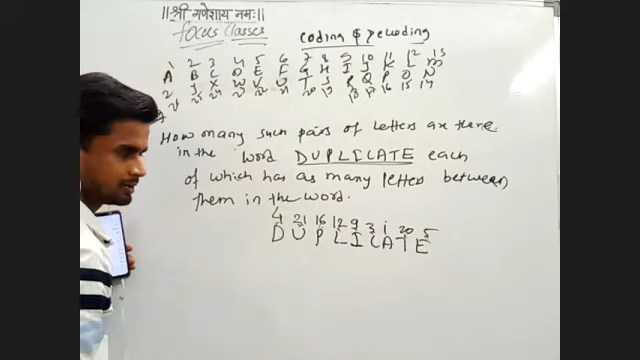 ॥श्री गणेशाय नमः॥
focus Classes
Coding & Decoding
1 2 3 4 5 6 7 8 9 10 11 12 13
A B C D E F G H I J K L M
Z Y X W V U T S R Q P O N
26 25 24 23 22 21 20 19 18 17 16 15 14
How many such pairs of letters are there
in the word DUPLICATE each
of which has as many letters between
them in the word.
4 21 16 12 9 3 1 20 5
D U P L I C A T E